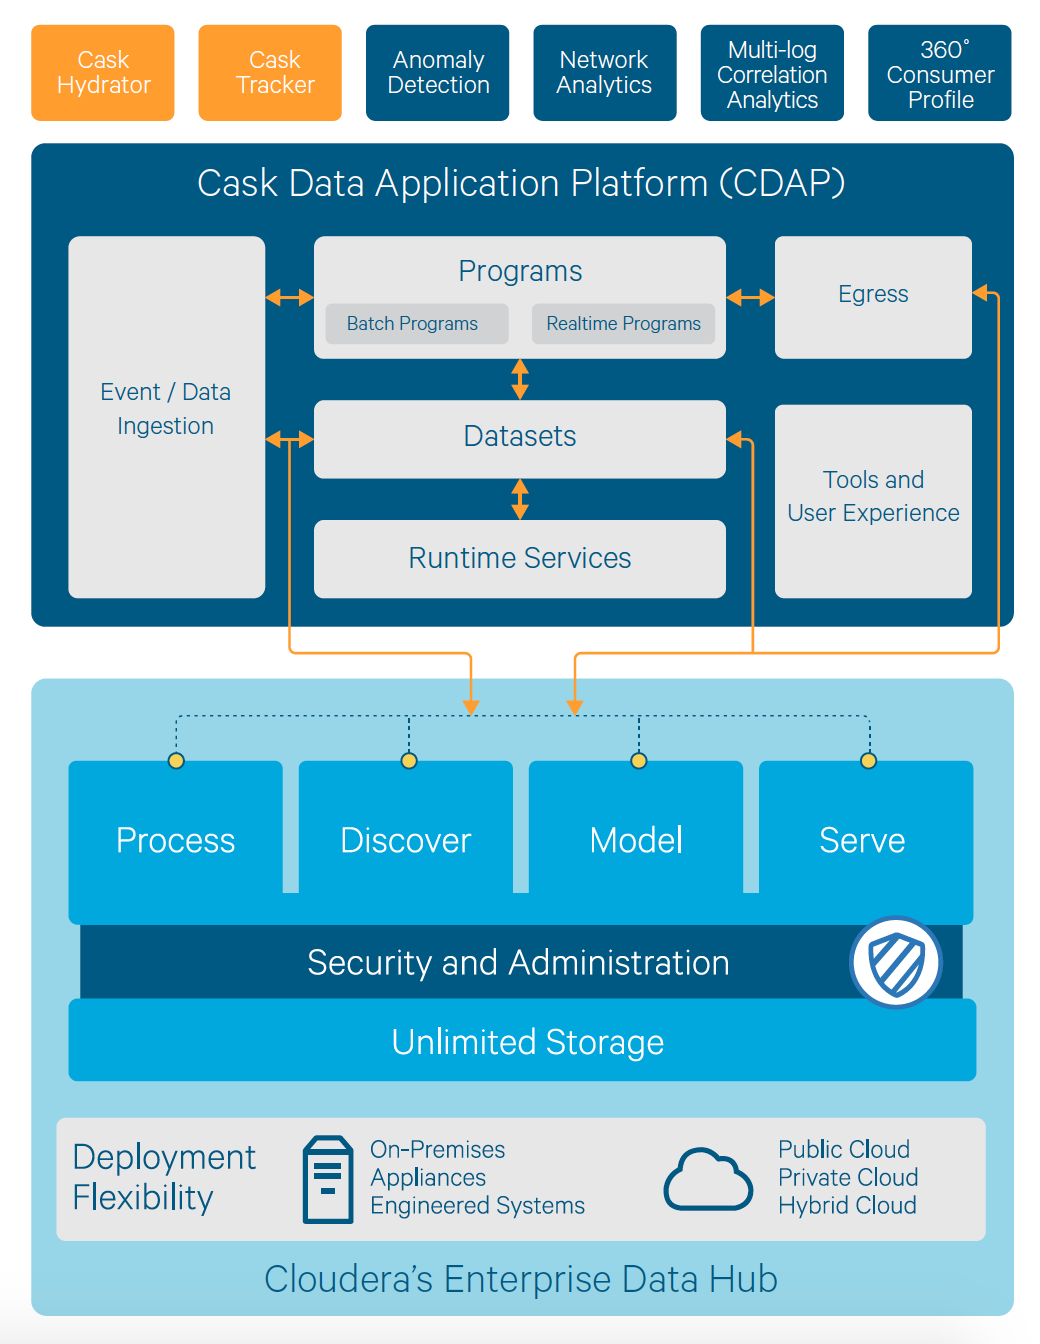 Cask
Hydrator
Cask
Tracker
Anomaly
Detection
Network
Analytics
Multi-log
Correlation
Analytics
360°
Consumer
Profile
Cask Data Application Platform (CDAP)
Event / Data
Ingestion
Programs
Batch Programs
Realtime Programs
Egress
Datasets
Tools and
User Experience
Runtime Services
Process
Discover
Model
Serve
Security and Administration
Unlimited Storage
Deployment
Flexibility
On-Premises
Appliances
Engineered Systems
Public Cloud
Private Cloud
Hybrid Cloud
Cloudera’s Enterprise Data Hub